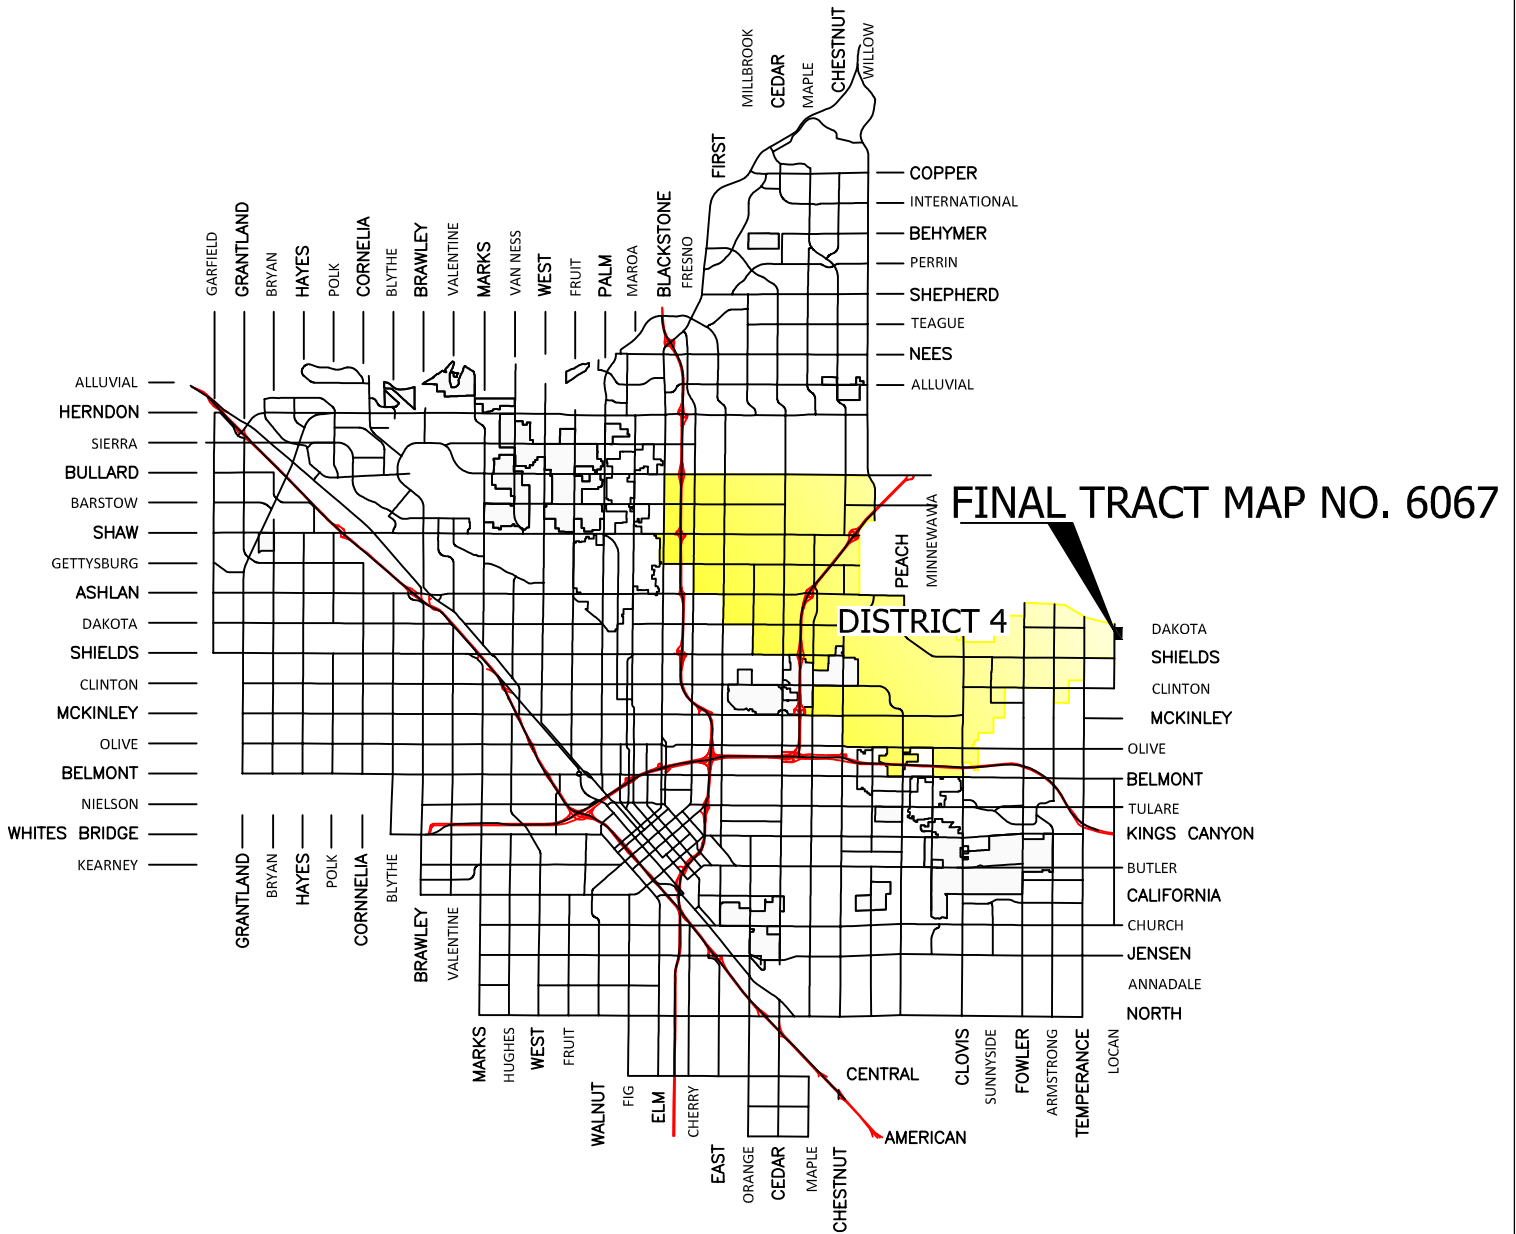 MILLBROOK
CEDAR
MAPLE
CHESTNUT
WILLOW
FIRST
COPPER
INTERNATIONAL
BEHYMER
PERRIN
SHEPHERD
TEAGUE
NEES
ALLUVIAL
GARFIELD
GRANTLAND
BRYAN
HAYES
POLK
CORNELIA
BLYTHE
BRAWLEY
VALENTINE
MARKS
VAN NESS
WEST
FRUIT
PALM
MAROA
BLACKSTONE
FRESNO
ALLUVIAL
HERNDON
SIERRA
BULLARD
BARSTOW
SHAW
GETTYSBURG
ASHLAN
DAKOTA
SHIELDS
CLINTON
MCKINLEY
OLIVE
BELMONT
NIELSON
WHITES BRIDGE
KEARNEY
FINAL TRACT MAP NO. 6067
PEACH
MINNEWAWA
DISTRICT 4
DAKOTA
SHIELDS
CLINTON
MCKINLEY
OLIVE
BELMONT
TULARE
KINGS CANYON
BUTLER
CALIFORNIA
CHURCH
JENSEN
ANNADALE
NORTH
GRANTLAND
BRYAN
HAYES
POLK
CORNNELIA
BLYTHE
BRAWLEY
VALENTINE
MARKS
HUGHES
WEST
FRUIT
WALNUT
FIG
ELM
CHERRY
EAST
ORANGE
CEDAR
MAPLE
CHESTNUT
CENTRAL
AMERICAN
CLOVIS
SUNNYSIDE
FOWLER
ARMSTRONG
TEMPERANCE
LOCAN